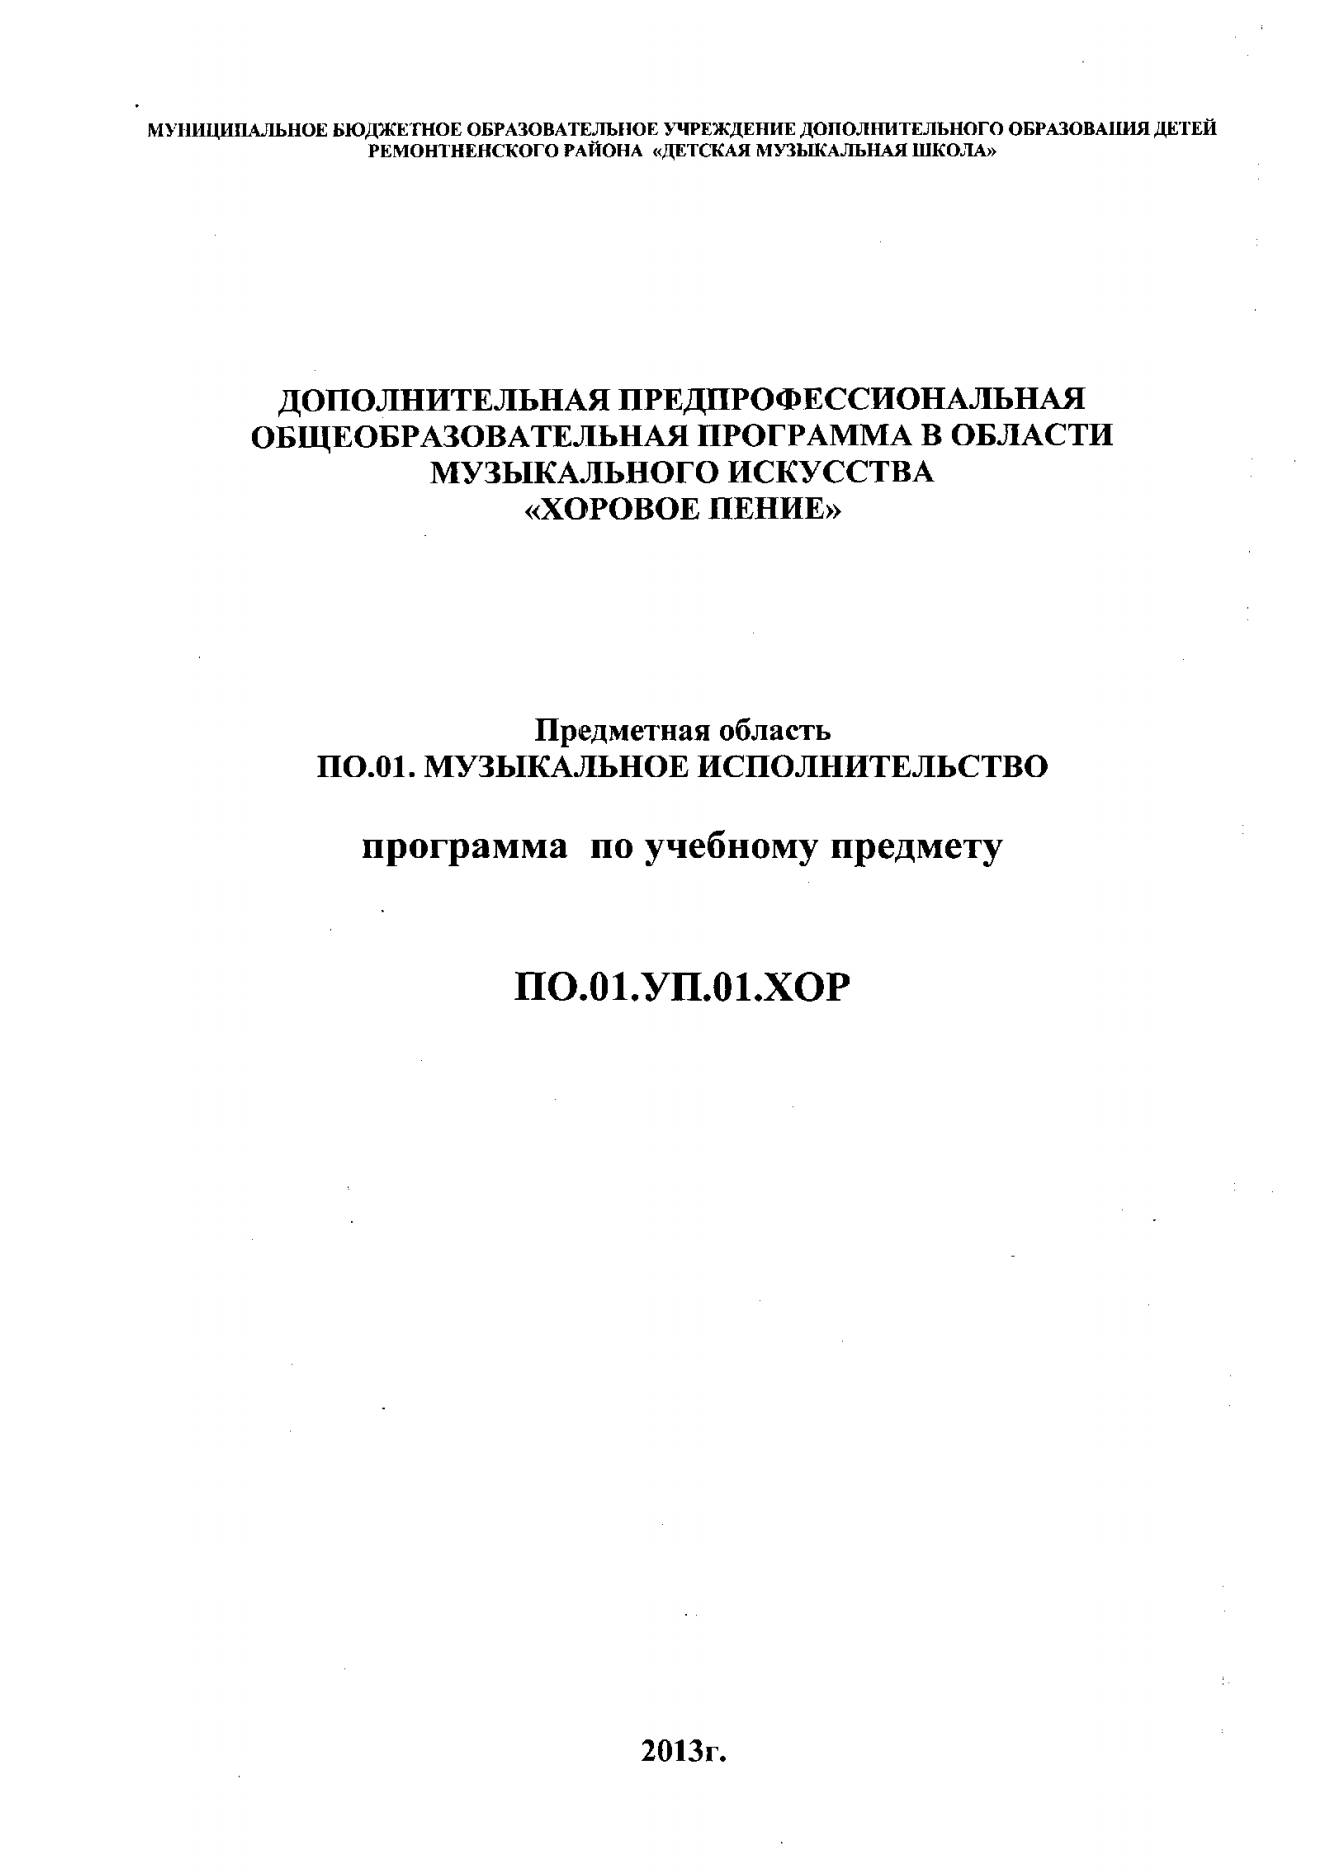 МУНИЦИПАЛЬНОЕ БЮДЖЕТНОЕ ОБРАЗОВАТЕЛЬНОЕ УЧРЕЖДЕНИЕ ДОПОЛНИТЕЛЬНОГО ОБРАЗОВАНИЯ ДЕТЕЙ
РЕМОНТНЕНСКОГО РАЙОНА «ДЕТСКАЯ МУЗЫКАЛЬНАЯ ШКОЛА»
ДОПОЛНИТЕЛЬНАЯ ПРЕДПРОФЕССИОНАЛЬНАЯ
ОБЩЕОБРАЗОВАТЕЛЬНАЯ ПРОГРАММА В ОБЛАСТИ
МУЗЫКАЛЬНОГО ИСКУССТВА
«ХОРОВОЕ ПЕНИЕ»
Предметная область
ПО.01. МУЗЫКАЛЬНОЕ ИСПОЛНИТЕЛЬСТВО
программа по учебному предмету
ПО.01.УП.01.ХОР
2013г.